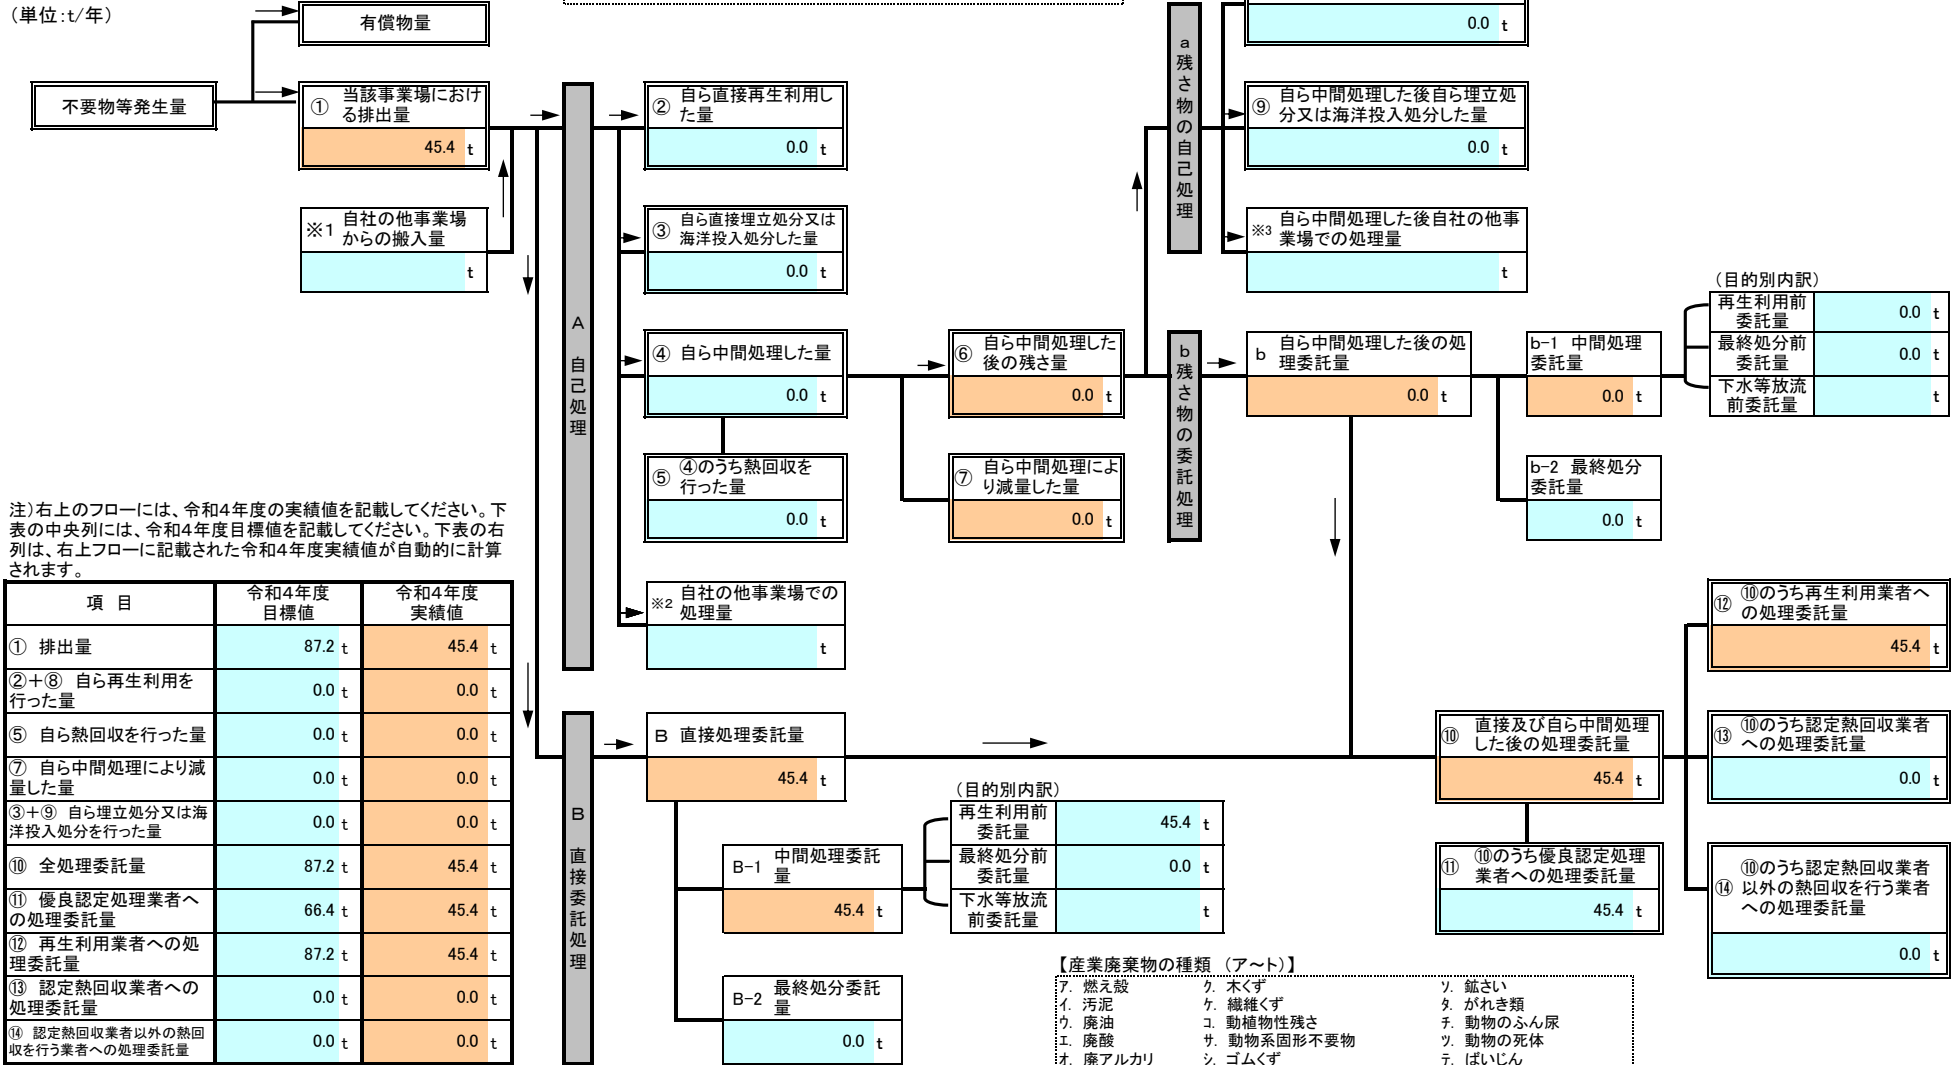 （単位:t/年）
有償物量
不要物等発生量
① 当該事業場におけ
る排出量
45.4 t
※1 自社の他事業場
からの搬入量
t
A 自己処理
② 自ら直接再生利用し
た量
0.0 t
③ 自ら直接埋立処分又は
海洋投入処分した量
0.0 t
④ 自ら中間処理した量
0.0 t
⑤ ④のうち熱回収を
行った量
0.0 t
※2 自社の他事業場での
処理量
t
⑥ 自ら中間処理した
後の残さ量
0.0 t
⑦ 自ら中間処理によ
り減量した量
0.0 t
a残さ物の自己処理
0.0 t
⑨ 自ら中間処理した後自ら埋立処
分又は海洋投入処分した量
0.0 t
※3 自ら中間処理した後自社の他事
業場での処理量
t
b残さ物の委託処理
b 自ら中間処理した後の処
理委託量
0.0 t
b-1 中間処理
委託量
0.0 t
b-2 最終処分
委託量
0.0 t
（目的別内訳）
再生利用前
委託量 0.0 t
最終処分前
委託量 0.0 t
下水等放流
前委託量 t
注）右上のフローには、令和4年度の実績値を記載してください。下
表の中央列には、令和4年度目標値を記載してください。下表の右
列は、右上フローに記載された令和4年度実績値が自動的に計算
されます。
項 目 令和4年度
目標値 令和4年度
実績値
① 排出量 87.2 t 45.4 t
②＋⑧ 自ら再生利用を
行った量 0.0 t 0.0 t
⑤ 自ら熱回収を行った量 0.0 t 0.0 t
⑦ 自ら中間処理により減
量した量 0.0 t 0.0 t
③＋⑨ 自ら埋立処分又は海
洋投入処分を行った量 0.0 t 0.0 t
⑩ 全処理委託量 87.2 t 45.4 t
⑪ 優良認定処理業者へ
の処理委託量 66.4 t 45.4 t
⑫ 再生利用業者への処
理委託量 87.2 t 45.4 t
⑬ 認定熱回収業者への
処理委託量 0.0 t 0.0 t
⑭ 認定熱回収業者以外の熱回
収を行う業者への処理委託量 0.0 t 0.0 t
B 直接委託処理
B 直接処理委託量
45.4 t
B-1 中間処理委託
量
45.4 t
B-2 最終処分委託
量
0.0 t
（目的別内訳）
再生利用前
委託量 45.4 t
最終処分前
委託量 0.0 t
下水等放流
前委託量 t
⑩ 直接及び自ら中間処理
した後の処理委託量
45.4 t
⑪ ⑩のうち優良認定処理
業者への処理委託量
45.4 t
⑫ ⑩のうち再生利用業者へ
の処理委託量
45.4 t
⑬ ⑩のうち認定熱回収業者
への処理委託量
0.0 t
⑭ ⑩のうち認定熱回収業者
以外の熱回収を行う業者
への処理委託量
0.0 t
【産業廃棄物の種類 （ア～ト）】
ｱ. 燃え殻 ｸ. 木くず ｿ. 鉱さい
ｲ. 汚泥 ｹ. 繊維くず ﾀ. がれき類
ｳ. 廃油 ｺ. 動植物性残さ ﾁ. 動物のふん尿
ｴ. 廃酸 ｻ. 動物系固形不要物 ﾂ. 動物の死体
ｵ. 廃アルカリ ｼ. ゴムくず ﾃ. ばいじん